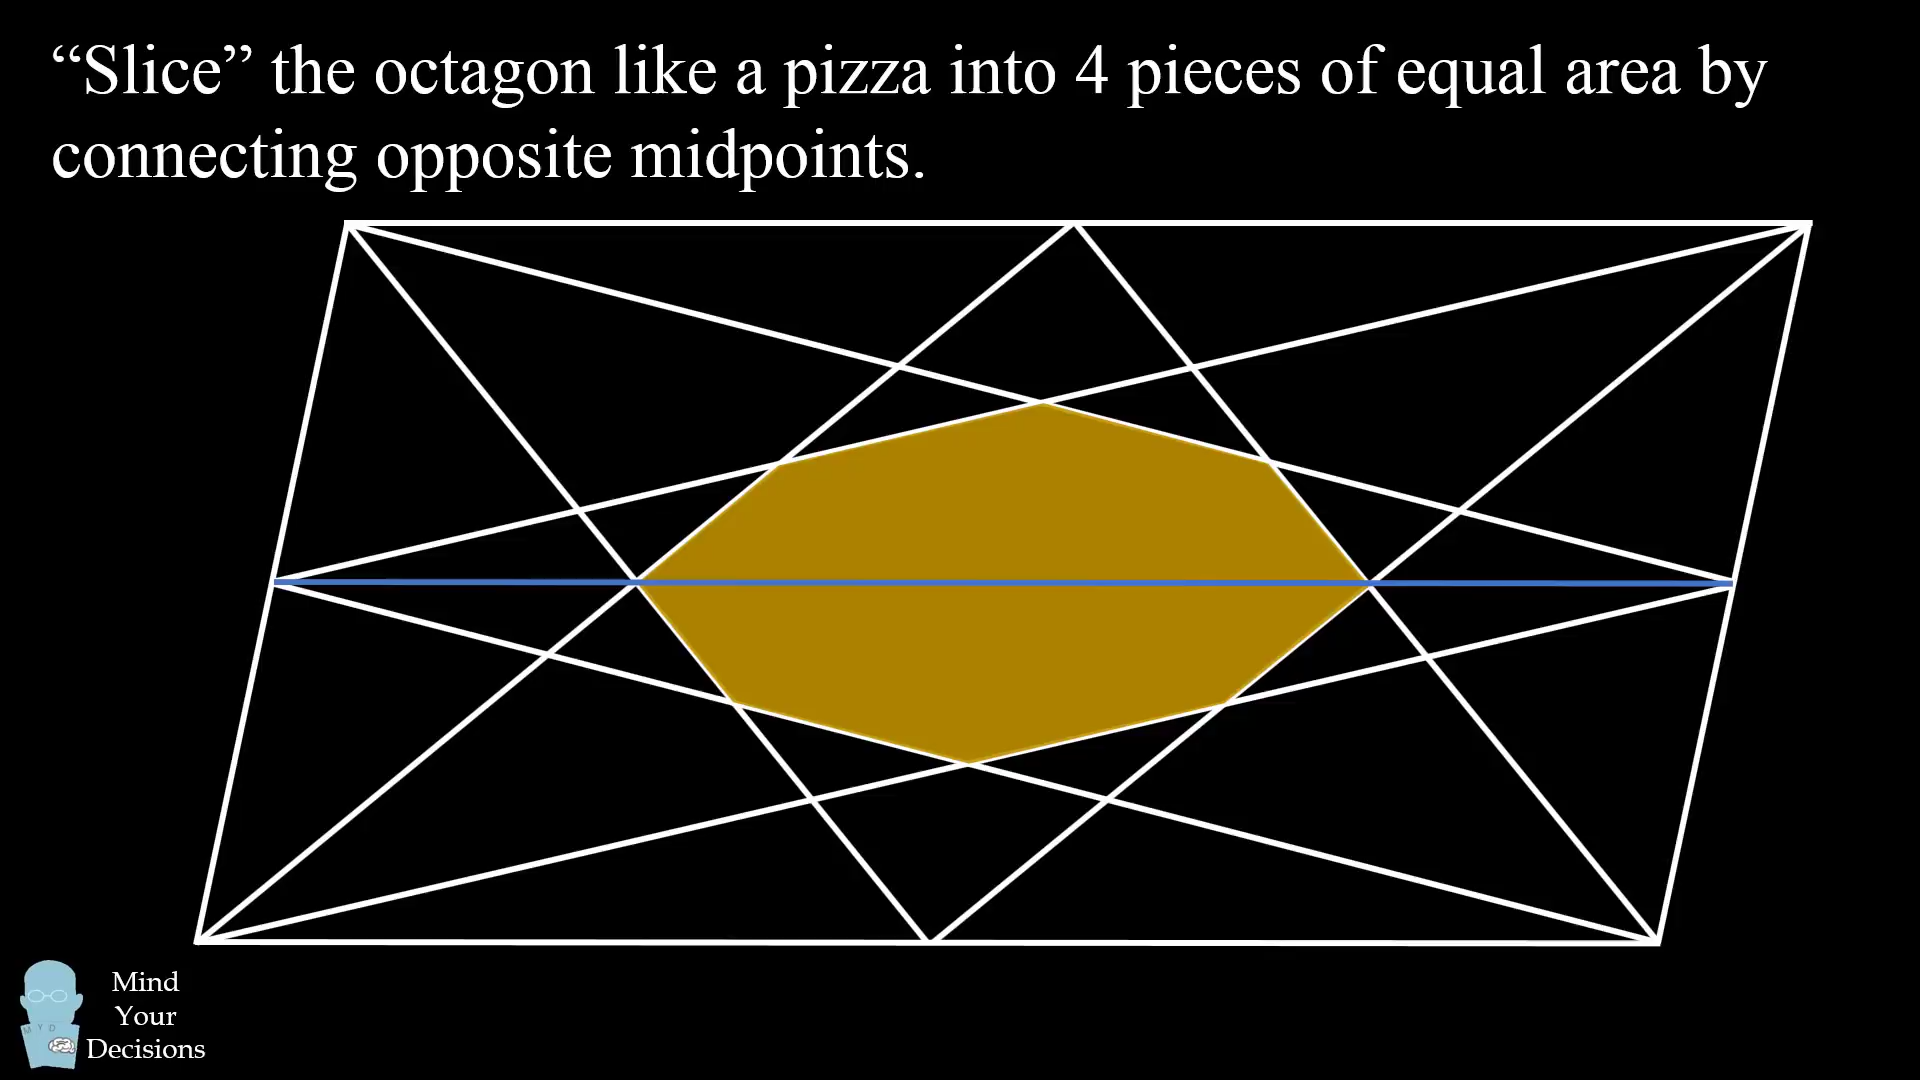 “Slice” the octagon like a pizza into 4 pieces of equal area by
connecting opposite midpoints.
M Y D
Mind
Your
Decisions